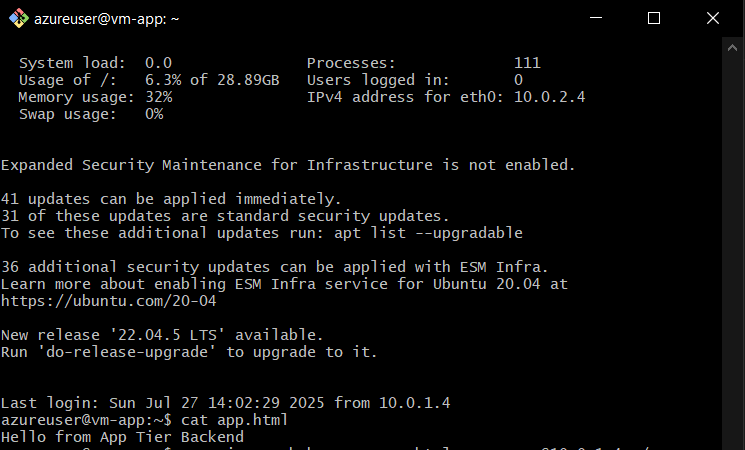 azureuser@vm-app: ~
System load: 0.0 Processes: 111
Usage of /: 6.3% of 28.89GB Users logged in: 0
Memory usage: 32% IPv4 address for eth0: 10.0.2.4
Swap usage: 0%
Expanded Security Maintenance for Infrastructure is not enabled.
41 updates can be applied immediately.
31 of these updates are standard security updates.
To see these additional updates run: apt list --upgradable
36 additional security updates can be applied with ESM Infra.
Learn more about enabling ESM Infra service for Ubuntu 20.04 at
https://ubuntu.com/20-04
New release '22.04.5 LTS' available.
Run 'do-release-upgrade' to upgrade to it.
Last login: Sun Jul 27 14:02:29 2025 from 10.0.1.4
azureuser@vm-app:~$ cat app.html
Hello from App Tier Backend